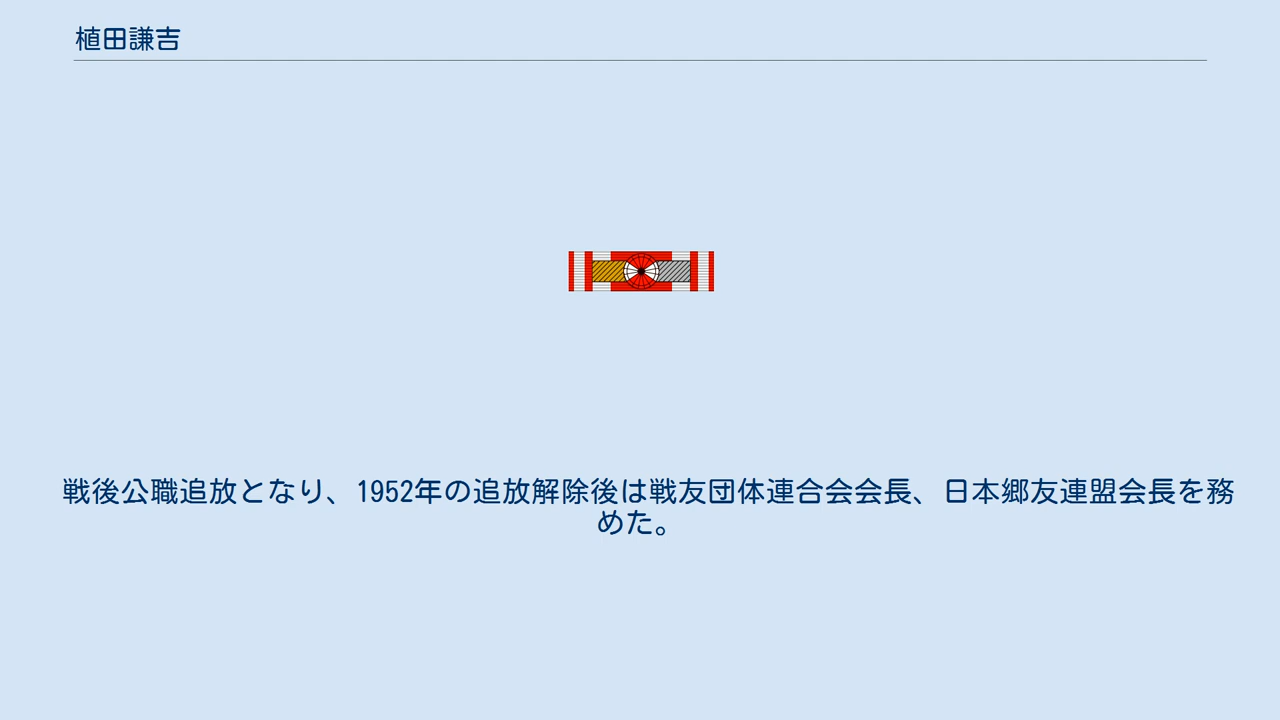 植田謙吉
戦後公職追放となり、1952年の追放解除後は戦友団体連合会会長、日本郷友連盟会長を務
めた。